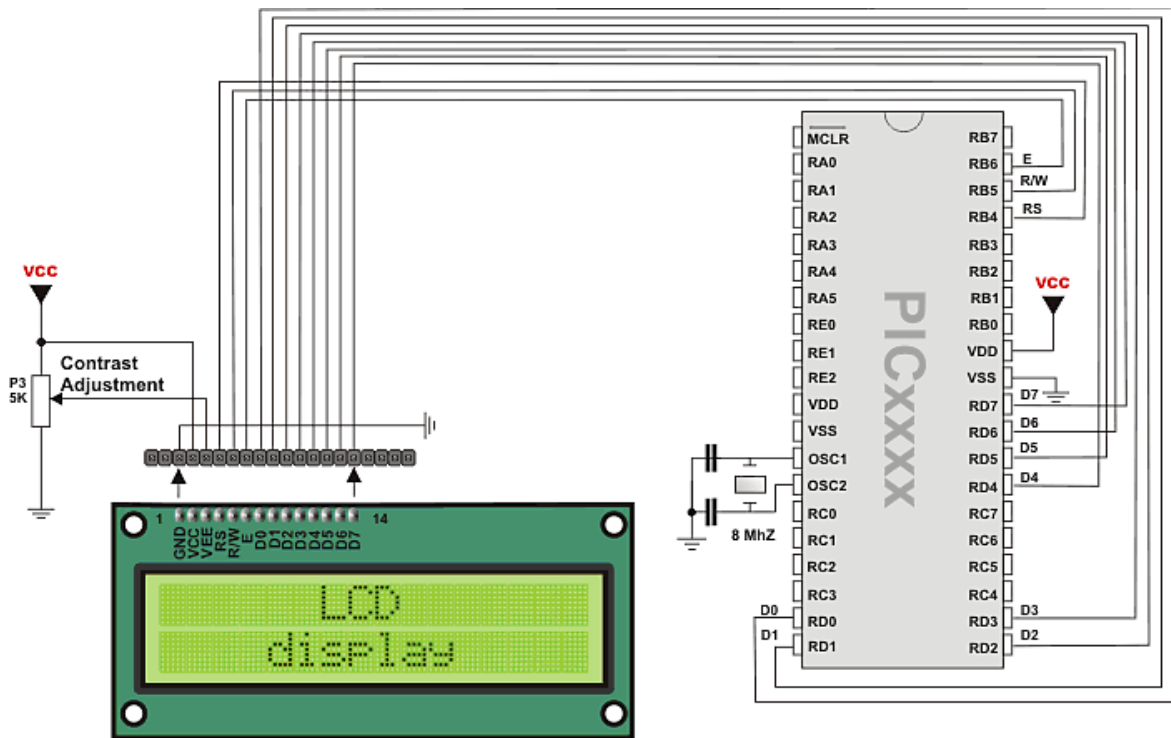 VCC
Contrast
Adjustment
P3
5K
1
14
GND
VCC
VEE
RS
R/W
E
D0
D1
D2
D3
D4
D5
D6
D7
LCD
display
MCLR
RA0
RA1
RA2
RA3
RA4
RA5
RE0
RE1
RE2
VDD
VSS
OSC1
OSC2
RC0
RC1
RC2
RC3
RD0
RD1
PICxxxx
RB7
RB6
RB5
RB4
RB3
RB2
RB1
RB0
VDD
VSS
RD7
RD6
RD5
RD4
RC7
RC6
RC5
RC4
RD3
RD2
E
R/W
RS
VCC
D7
D6
D5
D4
D3
D2
8 MhZ
D0
D1